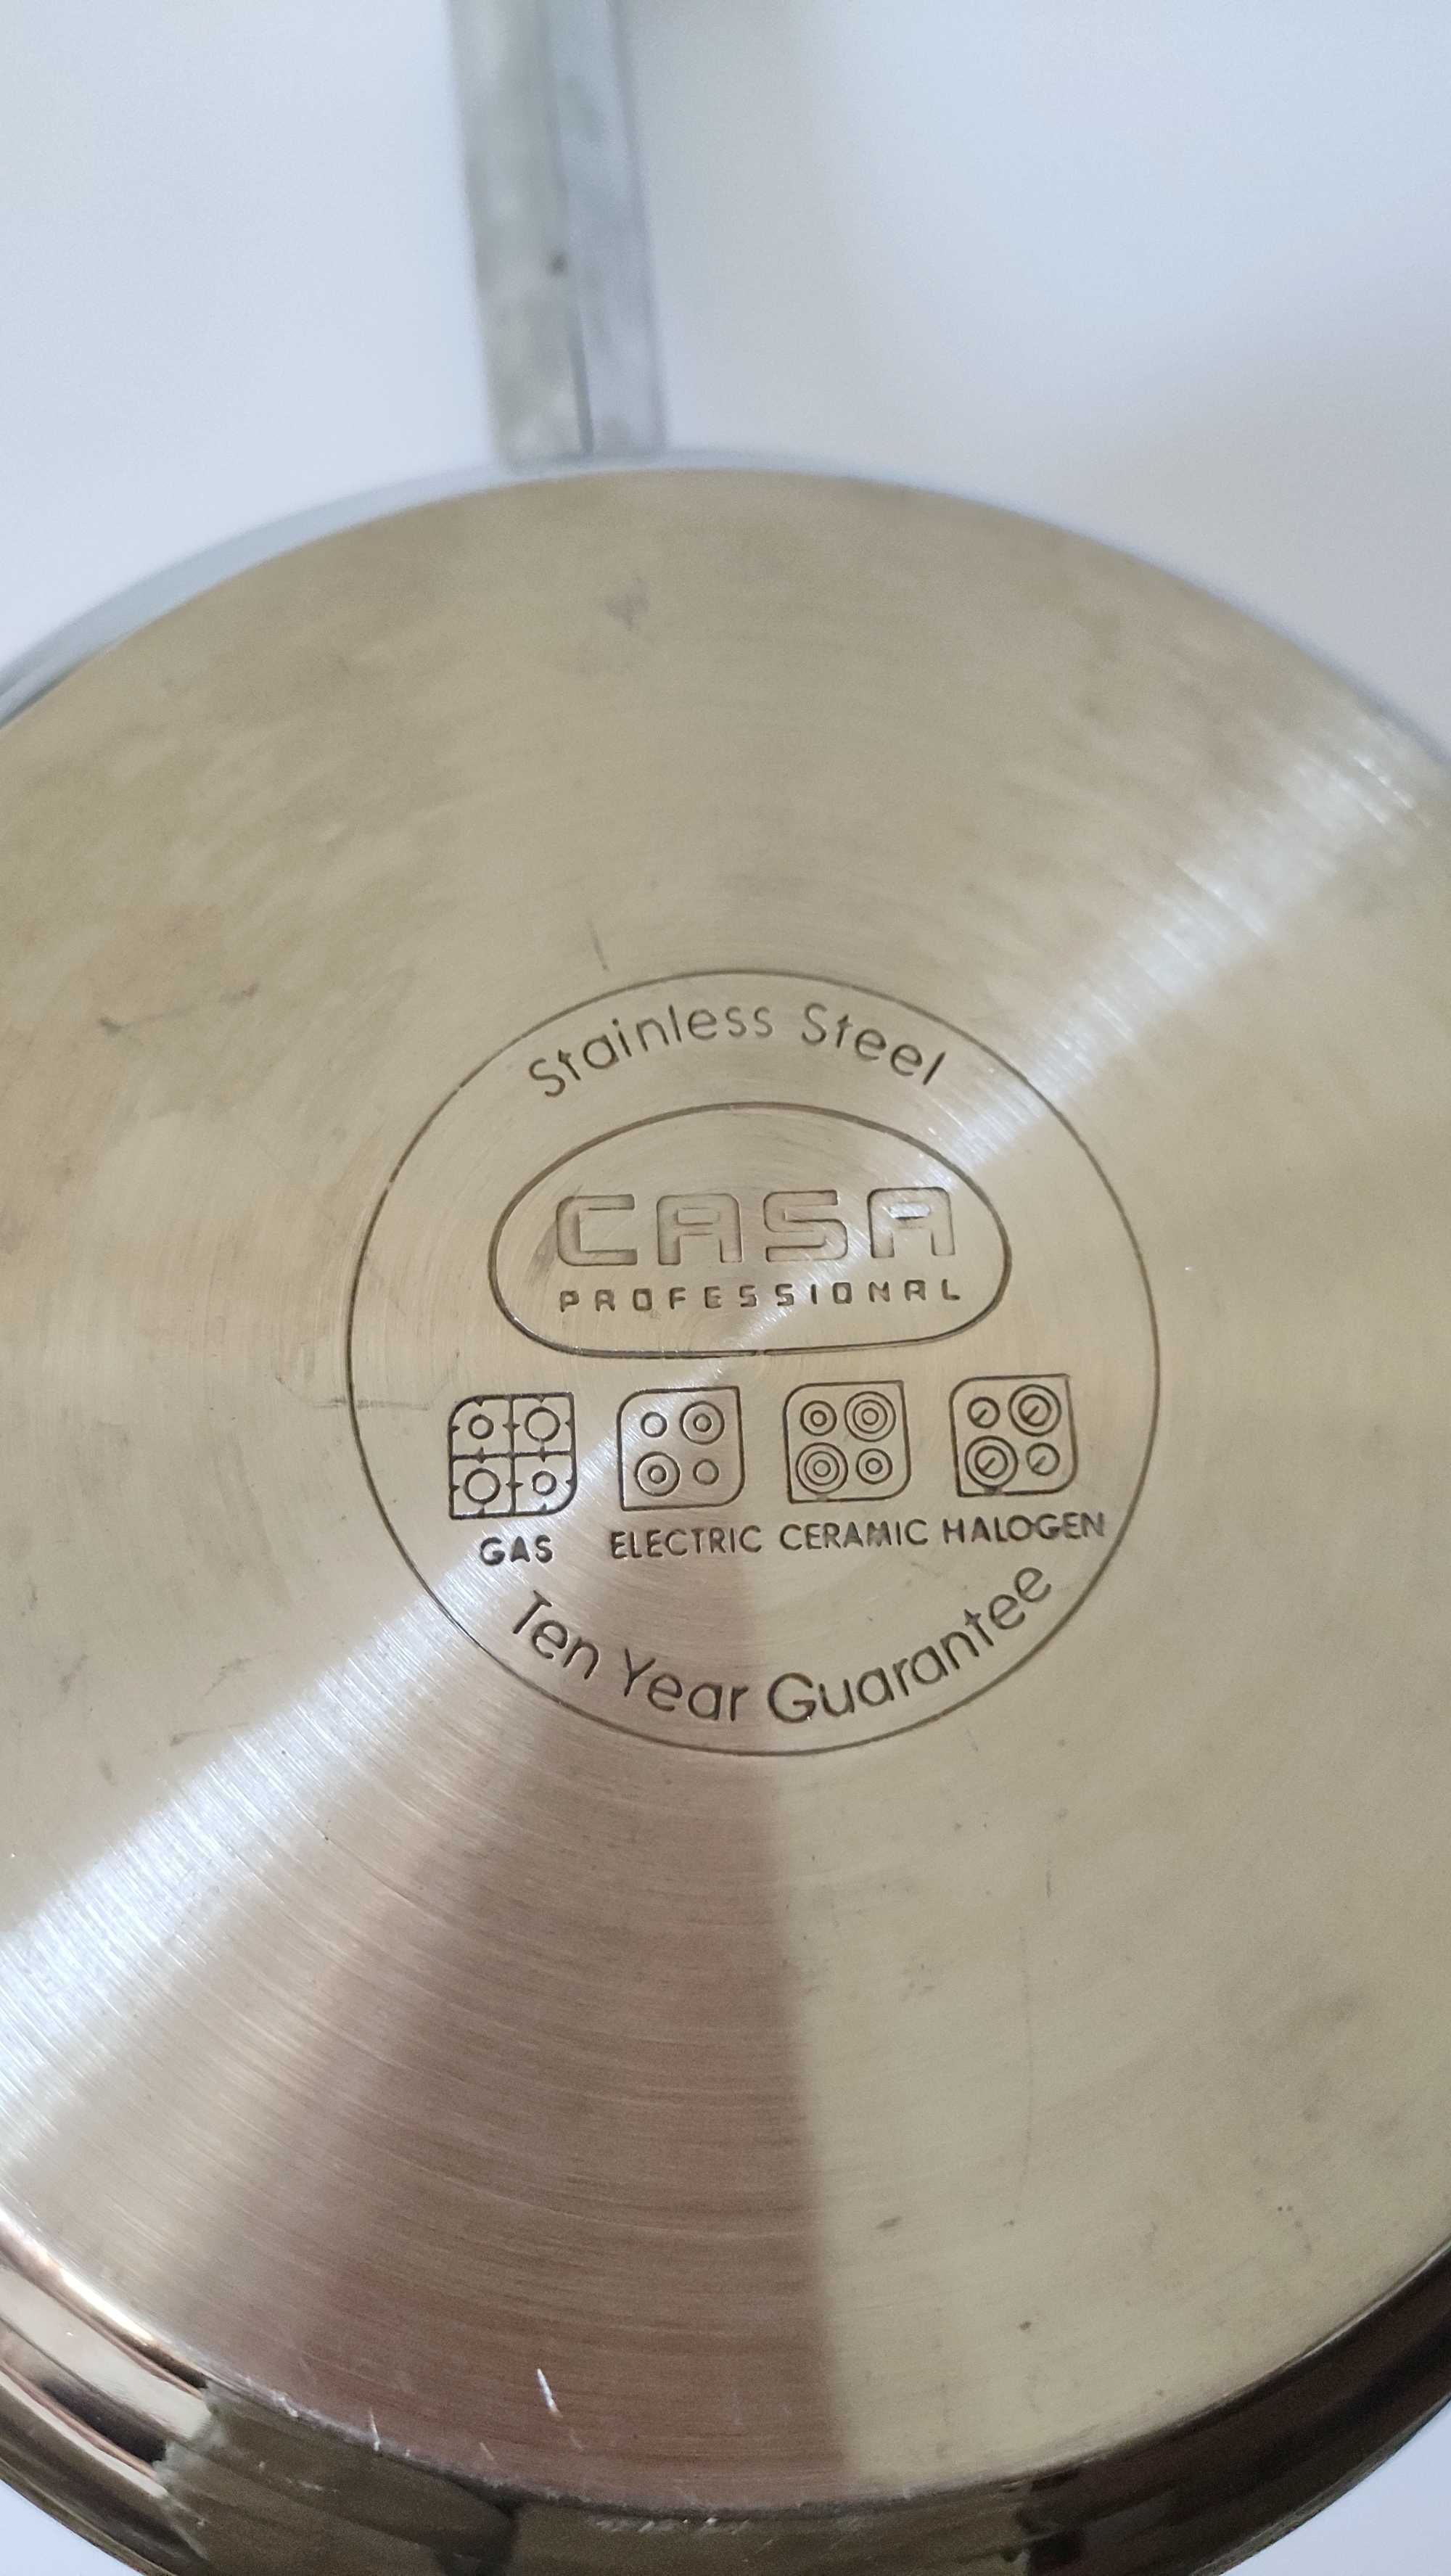 Stainless Steel
CASA
PROFESSIONAL
GAS ELECTRIC CERAMIC HALOGEN
Ten Year Guarantee